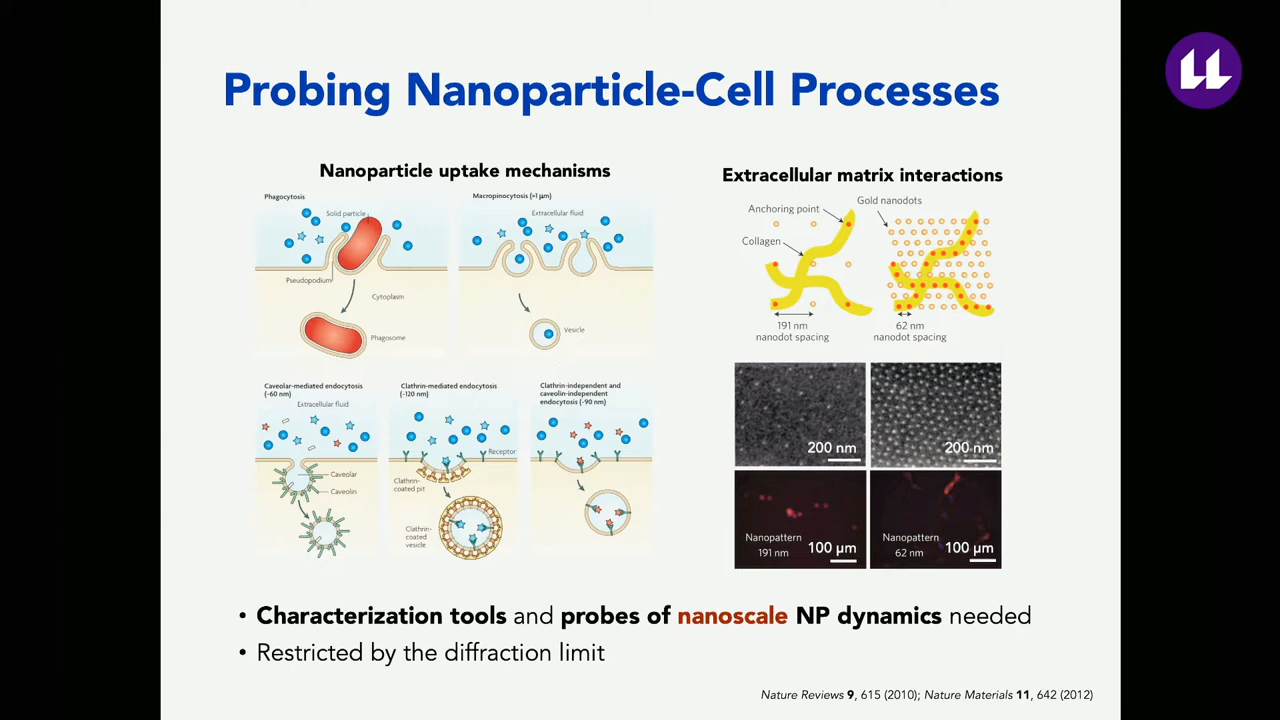 Probing Nanoparticle-Cell Processes
Nanoparticle uptake mechanisms
Phagocytosis
Solid particle
Pseudopodium
Cytoplasm
Phagosome
Macropinocytosis (>1 μm)
Extracellular fluid
Vesicle
Caveolar-mediated endocytosis
(~60 nm)
Extracellular fluid
Caveolar
Caveolin
Clathrin-mediated endocytosis
(~120 nm)
Receptor
Clathrin-
coated pit
Clathrin-
coated
vesicle
Clathrin-independent and
caveolin-independent
endocytosis (~90 nm)
Extracellular matrix interactions
Anchoring point
Gold nanodots
Collagen
191 nm
nanodot spacing
62 nm
nanodot spacing
200 nm
200 nm
Nanopattern
191 nm
100 μm
Nanopattern
62 nm
100 μm
• Characterization tools and probes of nanoscale NP dynamics needed
• Restricted by the diffraction limit
Nature Reviews 9, 615 (2010); Nature Materials 11, 642 (2012)